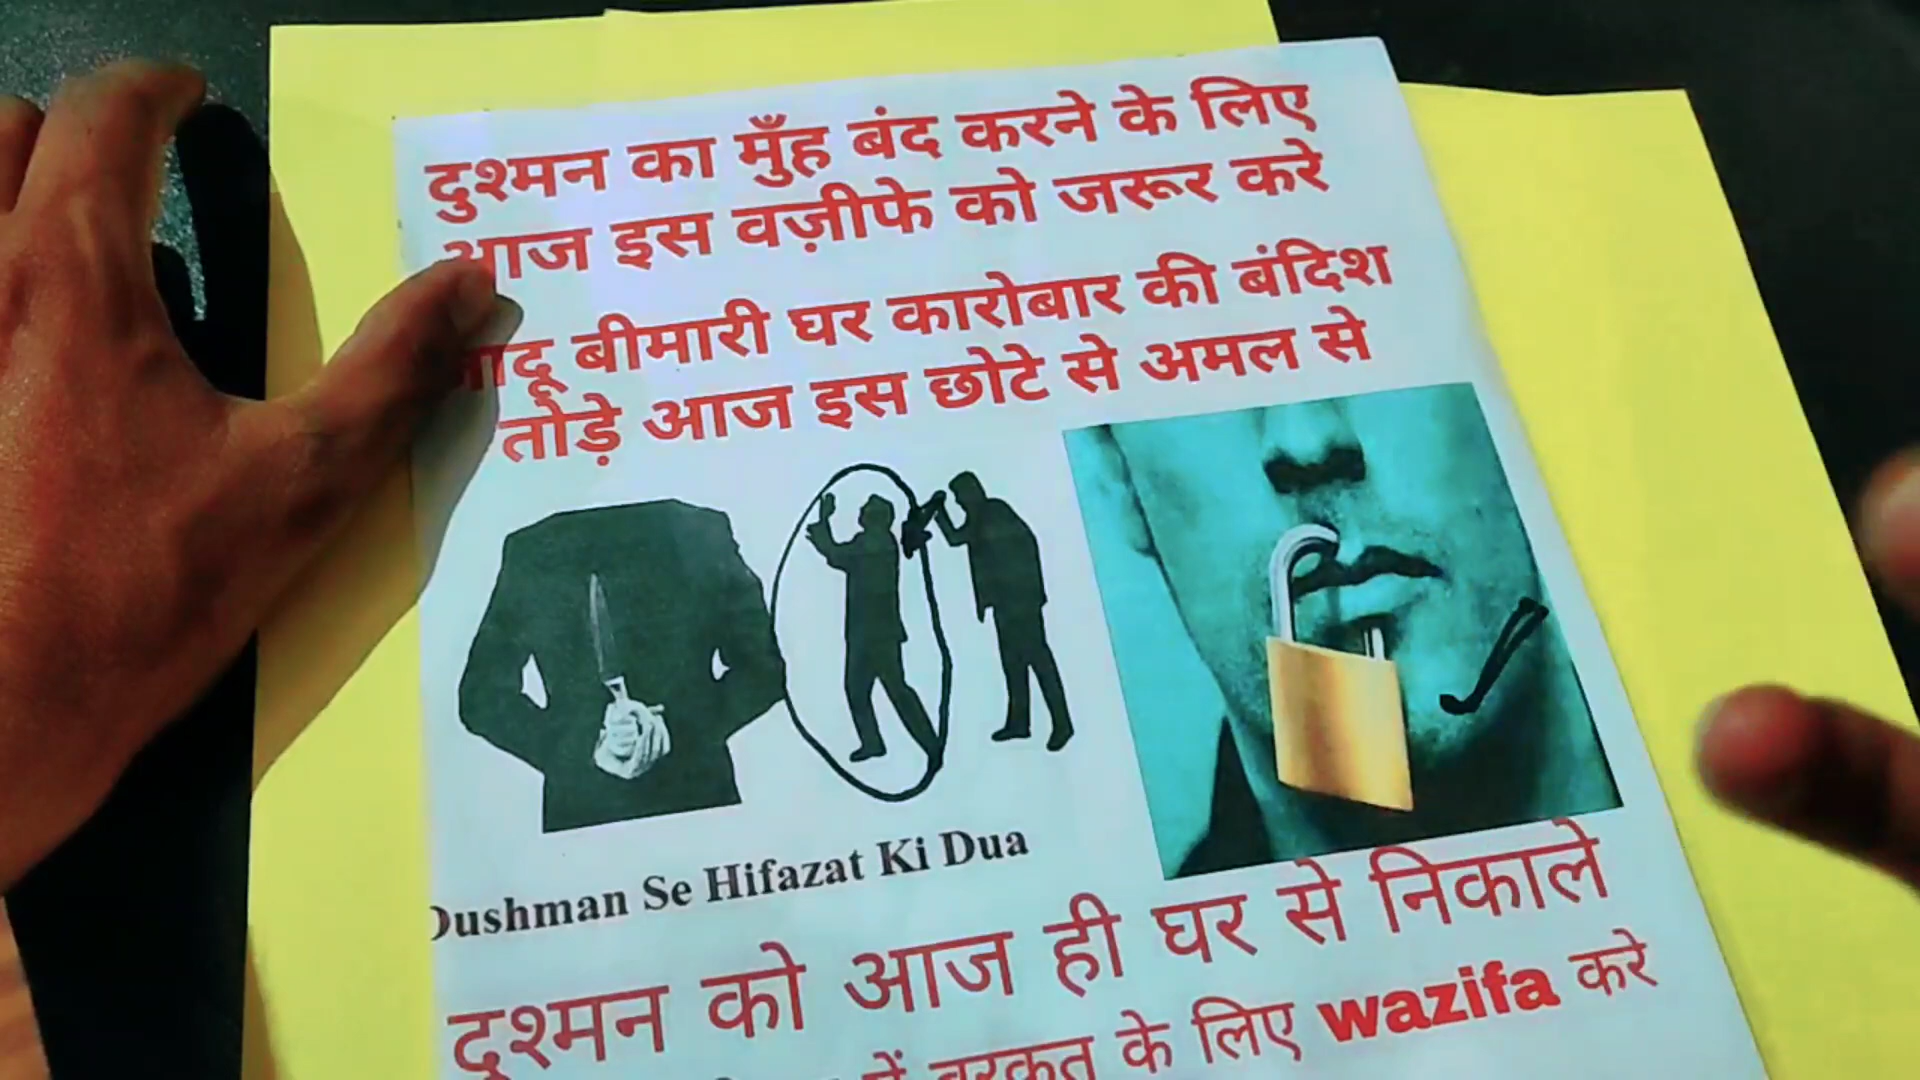 दुश्मन का मुँह बंद करने के लिए
आज इस वज़ीफे को जरूर करे
बीमारी घर कारोबार की बंदिश
तोड़े आज इस छोटे से अमल से
Dushman Se Hifazat Ki Dua
दुश्मन को आज ही घर से निकाले
में बरकत के लिए wazifa करे